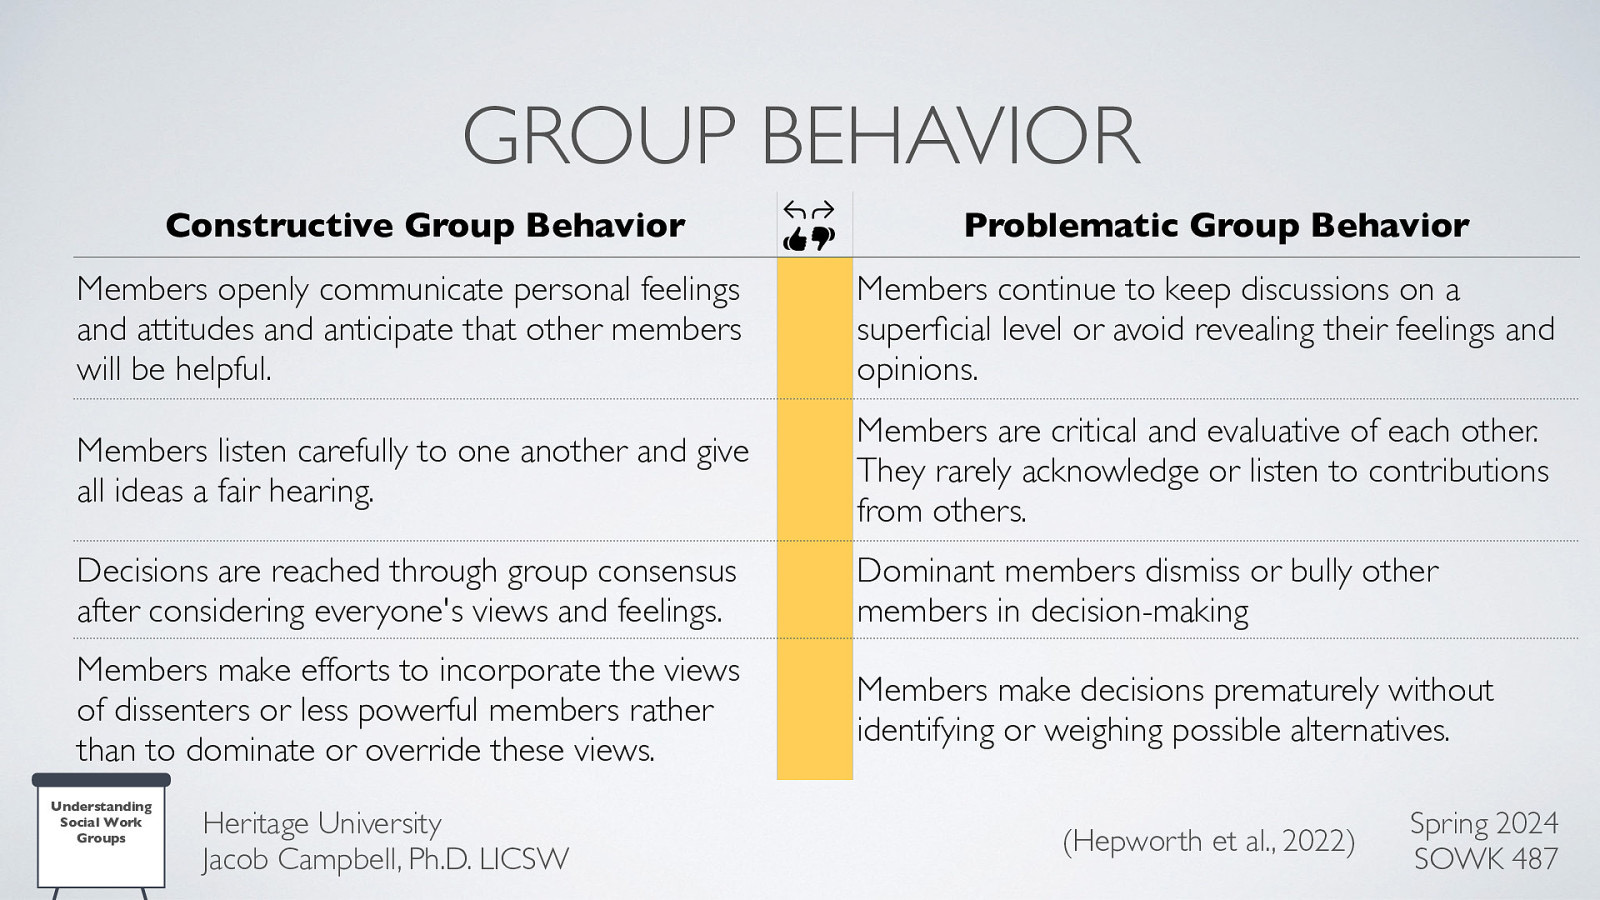 GROUP BEHAVIOR
Constructive Group Behavior
Problematic Group Behavior
Members openly communicate personal feelings
and attitudes and anticipate that other members
will be helpful.
Members continue to keep discussions on a
superficial level or avoid revealing their feelings and
opinions.
Members listen carefully to one another and give
all ideas a fair hearing.
Members are critical and evaluative of each other.
They rarely acknowledge or listen to contributions
from others.
Decisions are reached through group consensus
after considering everyone's views and feelings.
Dominant members dismiss or bully other
members in decision-making
Members make efforts to incorporate the views
of dissenters or less powerful members rather
than to dominate or override these views.
Members make decisions prematurely without
identifying or weighing possible alternatives.
Understanding
Social Work
Groups
Heritage University
Jacob Campbell, Ph.D. LICSW
(Hepworth et al., 2022)
Spring 2024
SOWK 487